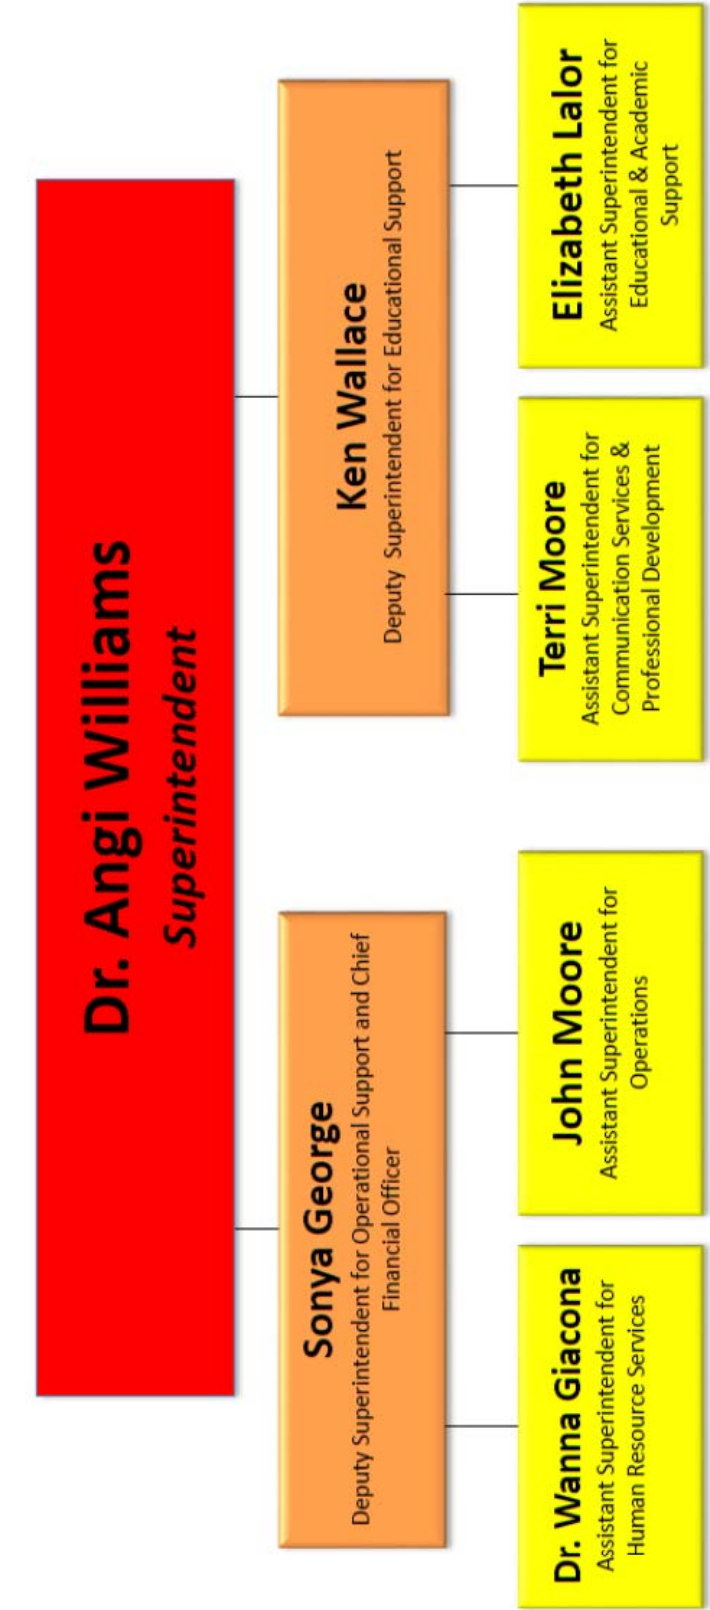 Dr. Angi Williams
Superintendent
Sonya George
Deputy Superintendent for Operational Support and Chief
Financial Officer
Ken Wallace
Deputy Superintendent for Educational Support
Dr. Wanna Giacona
Assistant Superintendent for
Human Resource Services
John Moore
Assistant Superintendent for
Operations
Terri Moore
Assistant Superintendent for
Communication Services &
Professional Development
Elizabeth Lalor
Assistant Superintendent for
Educational & Academic
Support